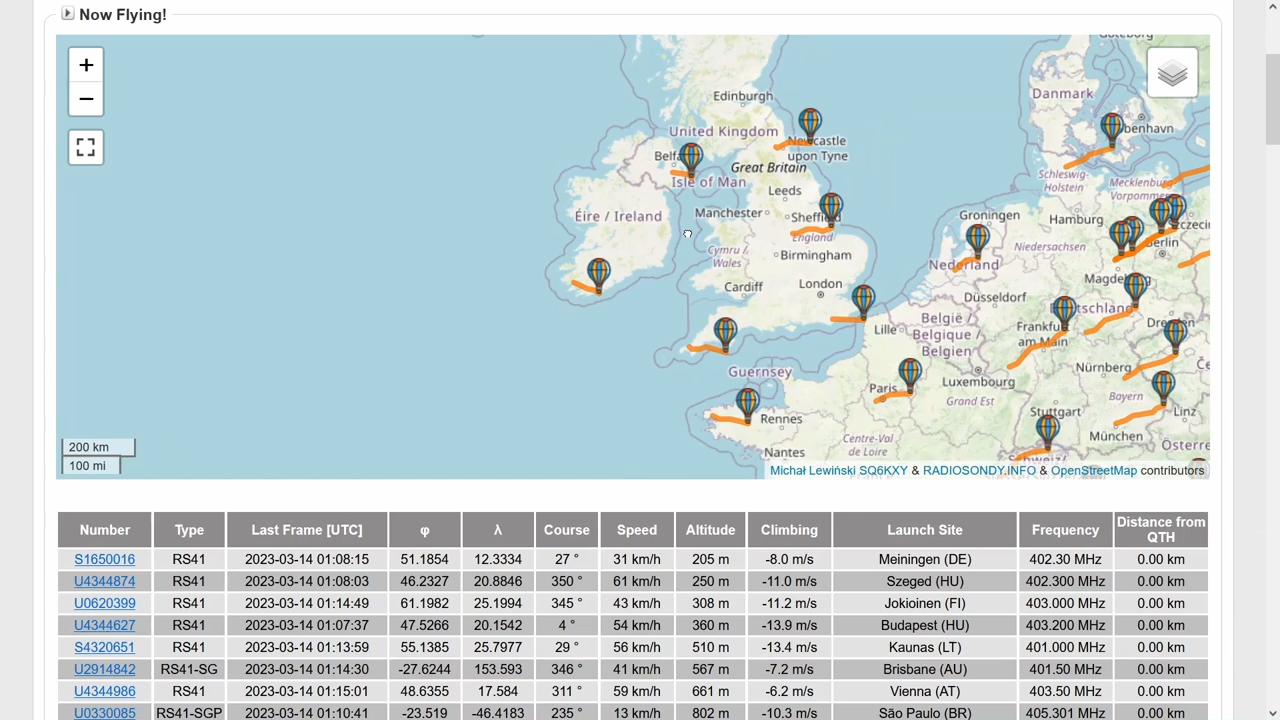 Now Flying!
+
−
Göteborg
Edinburgh
Danmark
United Kingdom
Newcastle
upon Tyne
Great Britain
Isle of Man
Leeds
Schleswig-
Holstein
Mecklenburg-
Vorpommern
Éire / Ireland
Manchester
Sheffield
Groningen
Hamburg
England
Cymru /
Wales
Birmingham
Niedersachsen
Berlin
Nederland
Cardiff
London
Magdeburg
Düsseldorf
Deutschland
Lille
België /
Belgique /
Belgien
Frankfurt
am Main
Dresden
Guernsey
Luxembourg
Nürnberg
Paris
Grand Est
Bayern
Rennes
Stuttgart
Linz
Centre-Val
de Loire
München
Nantes
Schweiz/
Österre
200 km
100 mi
Michał Lewiński SQ6KXY & RADIOSONDY.INFO & OpenStreetMap contributors
Number Type Last Frame [UTC] φ λ Course Speed Altitude Climbing Launch Site Frequency Distance from QTH
S1650016 RS41 2023-03-14 01:08:15 51.1854 12.3334 27 ° 31 km/h 205 m -8.0 m/s Meiningen (DE) 402.30 MHz 0.00 km
U4344874 RS41 2023-03-14 01:08:03 46.2327 20.8846 350 ° 61 km/h 250 m -11.0 m/s Szeged (HU) 402.300 MHz 0.00 km
U0620399 RS41 2023-03-14 01:14:49 61.1982 25.1994 345 ° 43 km/h 308 m -11.2 m/s Jokioinen (FI) 403.000 MHz 0.00 km
U4344627 RS41 2023-03-14 01:07:37 47.5266 20.1542 4 ° 54 km/h 360 m -13.9 m/s Budapest (HU) 403.200 MHz 0.00 km
S4320651 RS41 2023-03-14 01:13:59 55.1385 25.7977 29 ° 56 km/h 510 m -13.4 m/s Kaunas (LT) 401.000 MHz 0.00 km
U2914842 RS41-SG 2023-03-14 01:14:30 -27.6244 153.593 346 ° 41 km/h 567 m -7.2 m/s Brisbane (AU) 401.50 MHz 0.00 km
U4344986 RS41 2023-03-14 01:15:01 48.6355 17.584 311 ° 59 km/h 661 m -6.2 m/s Vienna (AT) 403.50 MHz 0.00 km
U0330085 RS41-SGP 2023-03-14 01:10:41 -23.519 -46.4183 235 ° 13 km/h 802 m -10.3 m/s São Paulo (BR) 405.301 MHz 0.00 km